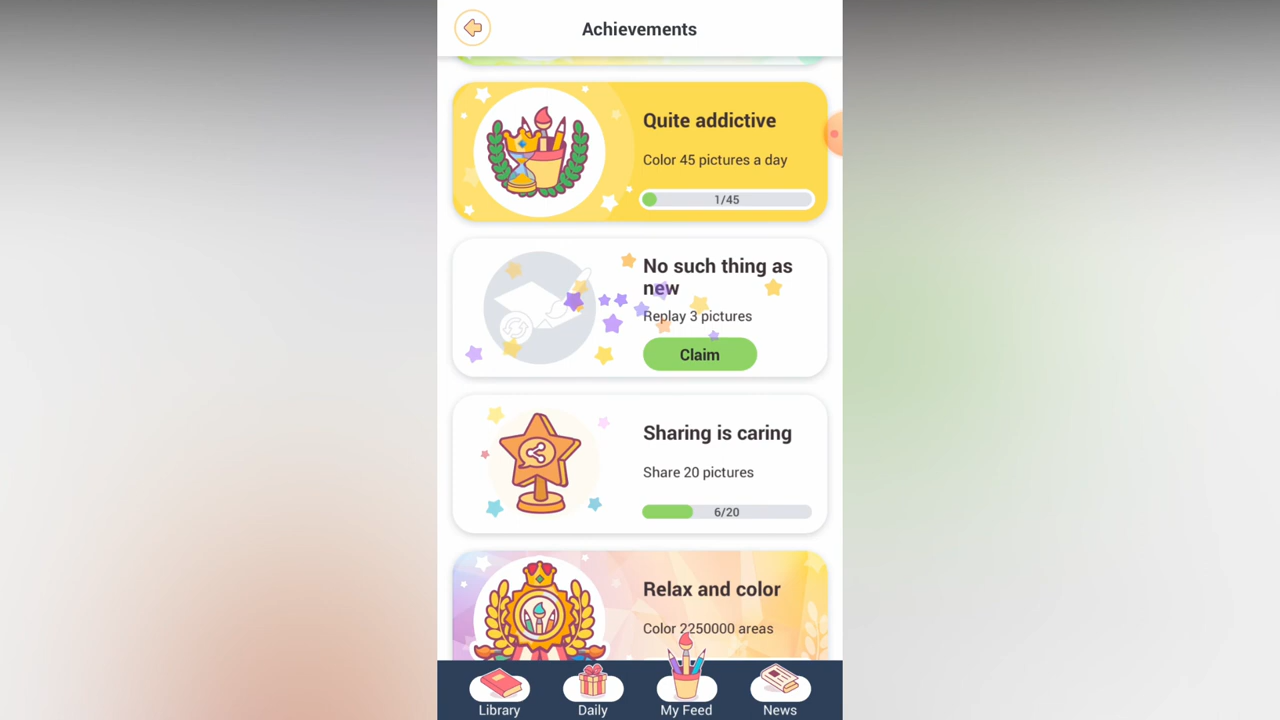 Achievements
Quite addictive
Color 45 pictures a day
1/45
No such thing as
new
Replay 3 pictures
Claim
Sharing is caring
Share 20 pictures
6/20
Relax and color
Color 2250000 areas
Library
Daily
My Feed
News